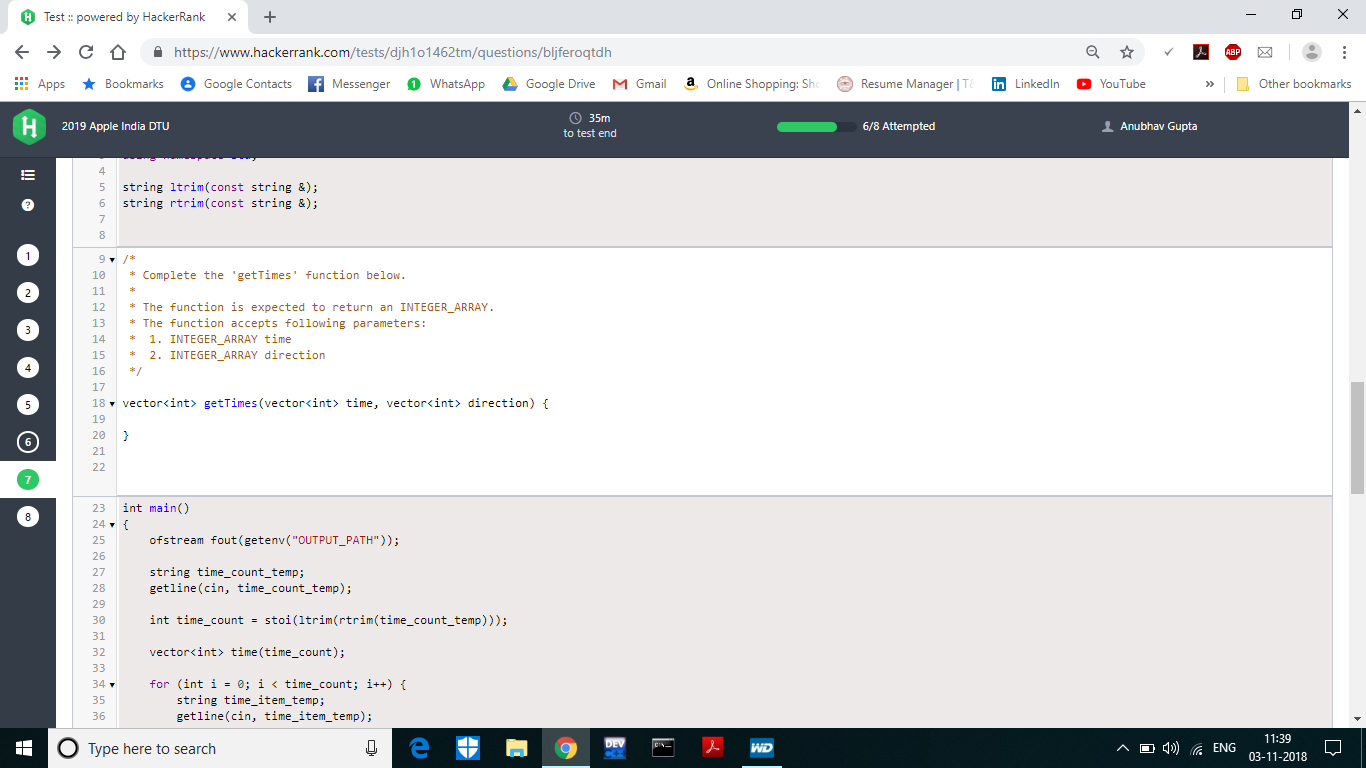 Test :: powered by HackerRank
https://www.hackerrank.com/tests/djh1o1462tm/questions/bljferoqtdh
ABP
Apps Bookmarks Google Contacts Messenger WhatsApp Google Drive Gmail Online Shopping: Sho Resume Manager | T& LinkedIn YouTube » Other bookmarks
2019 Apple India DTU
35m
to test end
6/8 Attempted
Anubhav Gupta
1
2
3
4
5
6
7
8
4
5 string ltrim(const string &);
6 string rtrim(const string &);
7
8
9 /*
10 * Complete the 'getTimes' function below.
11 *
12 * The function is expected to return an INTEGER_ARRAY.
13 * The function accepts following parameters:
14 * 1. INTEGER_ARRAY time
15 * 2. INTEGER_ARRAY direction
16 */
17
18 vector<int> getTimes(vector<int> time, vector<int> direction) {
19
20 }
21
22
23 int main()
24 {
25 ofstream fout(getenv("OUTPUT_PATH"));
26
27 string time_count_temp;
28 getline(cin, time_count_temp);
29
30 int time_count = stoi(ltrim(rtrim(time_count_temp)));
31
32 vector<int> time(time_count);
33
34 for (int i = 0; i < time_count; i++) {
35 string time_item_temp;
36 getline(cin, time_item_temp);
Type here to search
DEV
WD
ENG
11:39
03-11-2018